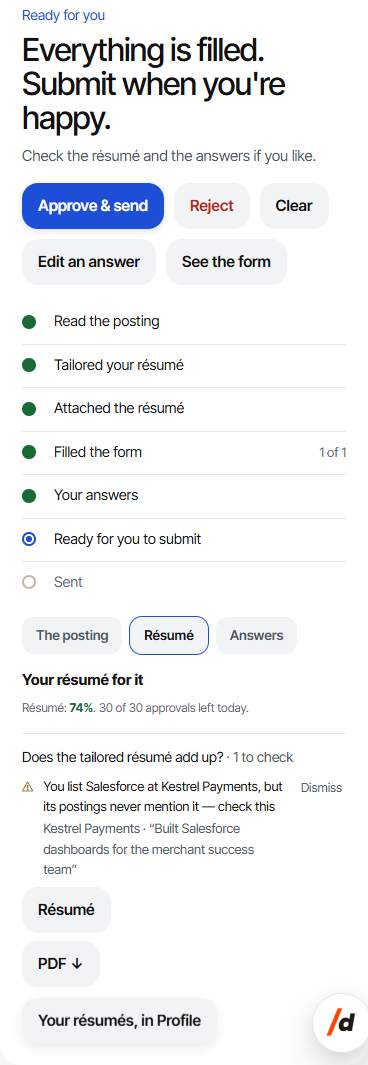 Ready for you
Everything is filled.
Submit when you're
happy.
Check the résumé and the answers if you like.
Approve & send
Reject
Clear
Edit an answer
See the form
Read the posting
Tailored your résumé
Attached the résumé
Filled the form
1 of 1
Your answers
Ready for you to submit
Sent
The posting
Résumé
Answers
Your résumé for it
Résumé: 74%. 30 of 30 approvals left today.
Does the tailored résumé add up? · 1 to check
You list Salesforce at Kestrel Payments, but
Dismiss
its postings never mention it — check this
Kestrel Payments · “Built Salesforce
dashboards for the merchant success
team”
Résumé
PDF ↓
Your résumés, in Profile
/d